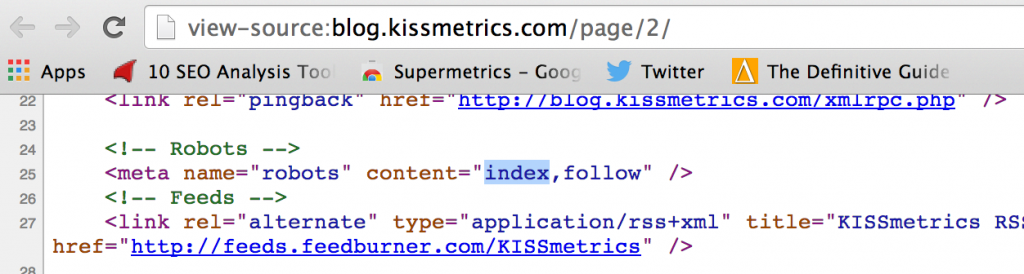 view-source:blog.kissmetrics.com/page/2/
Apps 10 SEO Analysis Tool Supermetrics – Goog Twitter The Definitive Guide
22 <link rel="pingback" href="http://blog.kissmetrics.com/xmlrpc.php" />
23
24 <!-- Robots -->
25 <meta name="robots" content="index,follow" />
26 <!-- Feeds -->
27 <link rel="alternate" type="application/rss+xml" title="KISSmetrics RSS
href="http://feeds.feedburner.com/KISSmetrics" />
28